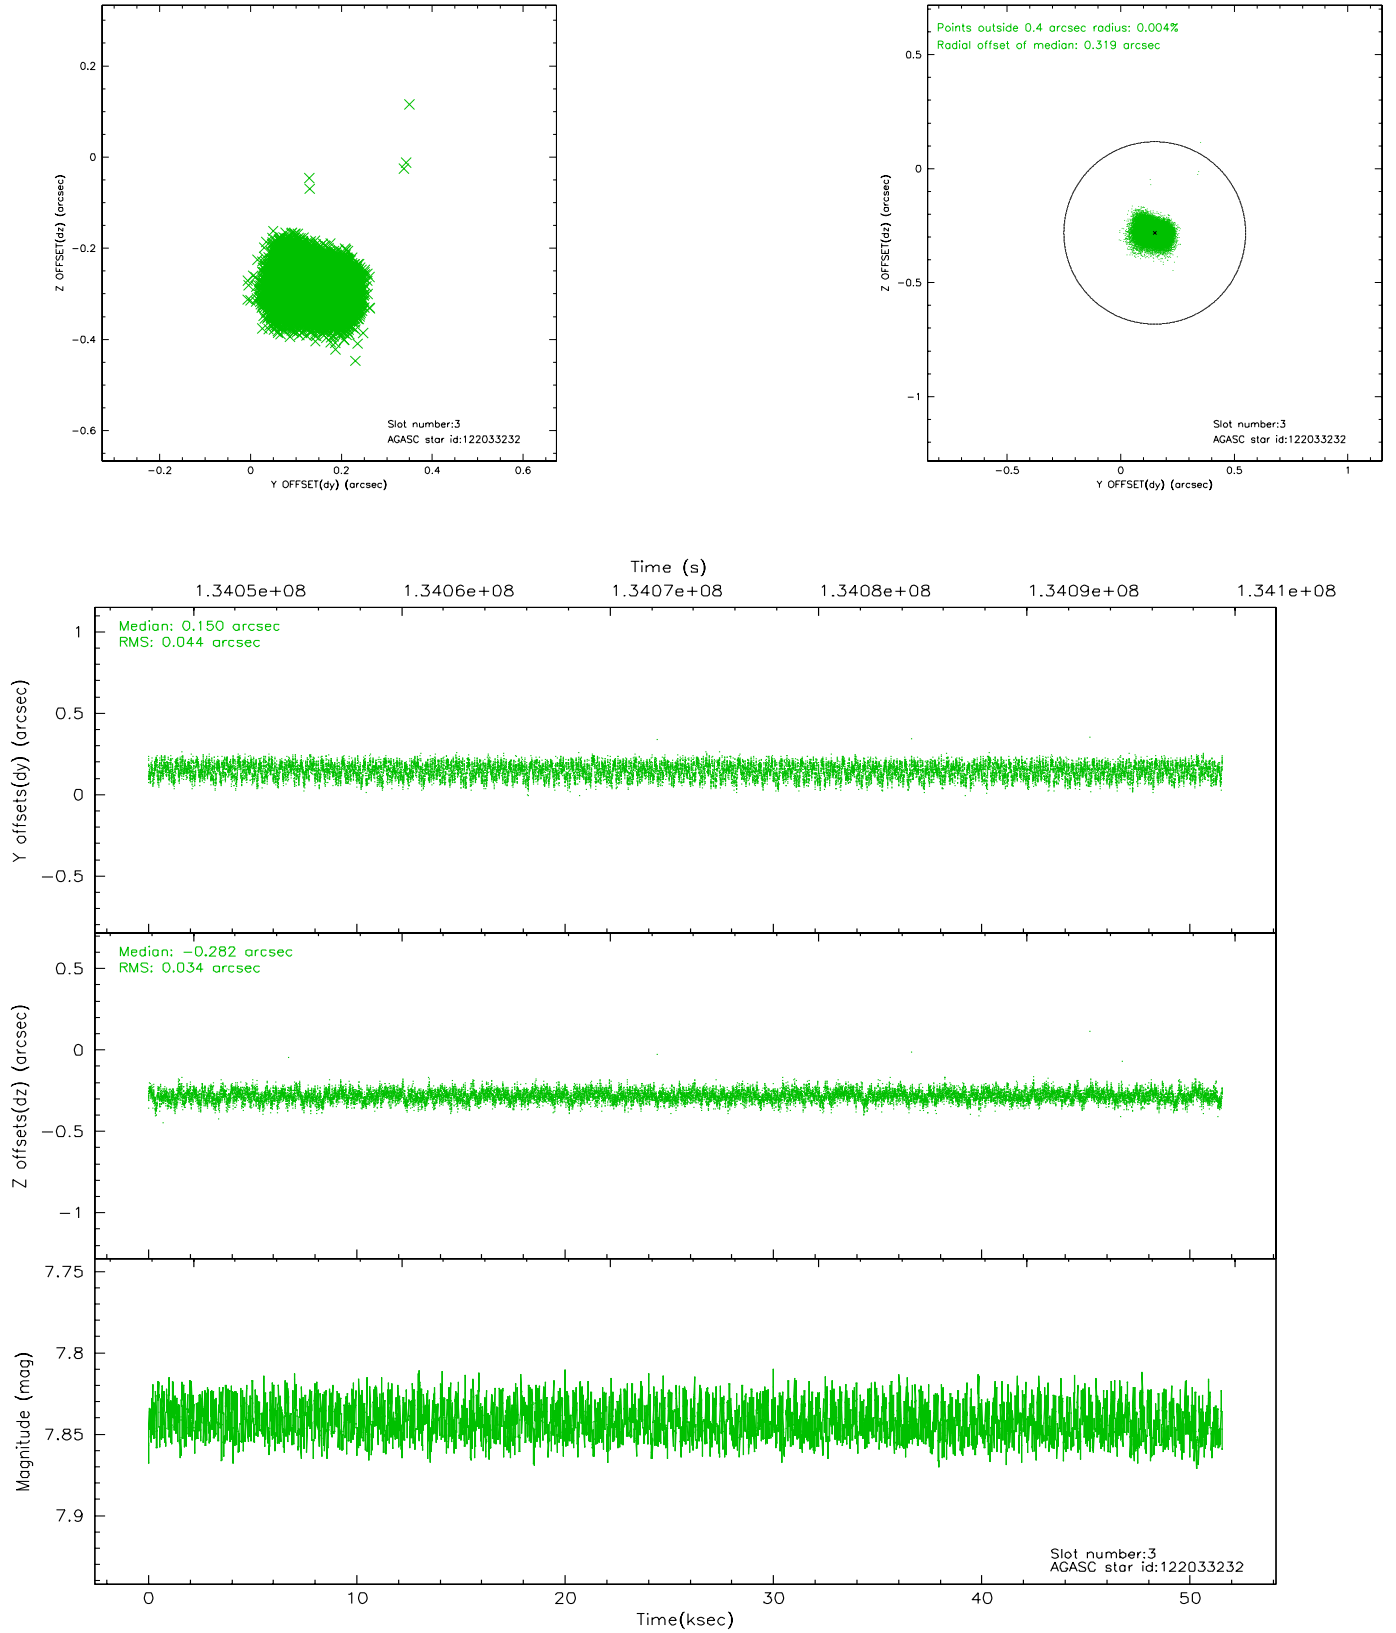 0.2
0
−0.2
−0.4
−0.6
Z OFFSET(dz) (arcsec)
Slot number:3
AGASC star id:122033232
−0.2 0 0.2 0.4 0.6
Y OFFSET(dy) (arcsec)
Points outside 0.4 arcsec radius: 0.004%
Radial offset of median: 0.319 arcsec
0.5
0
−0.5
−1
Z OFFSET(dz) (arcsec)
Slot number:3
AGASC star id:122033232
−0.5 0 0.5 1
Y OFFSET(dy) (arcsec)
Time (s)
1.3405e+08 1.3406e+08 1.3407e+08 1.3408e+08 1.3409e+08 1.341e+08
Median: 0.150 arcsec
RMS: 0.044 arcsec
1
0.5
0
−0.5
Y offsets(dy) (arcsec)
Median: −0.282 arcsec
RMS: 0.034 arcsec
0.5
0
−0.5
−1
Z offsets(dz) (arcsec)
7.75
7.8
7.85
7.9
Magnitude (mag)
Slot number:3
AGASC star id:122033232
0 10 20 30 40 50
Time(ksec)